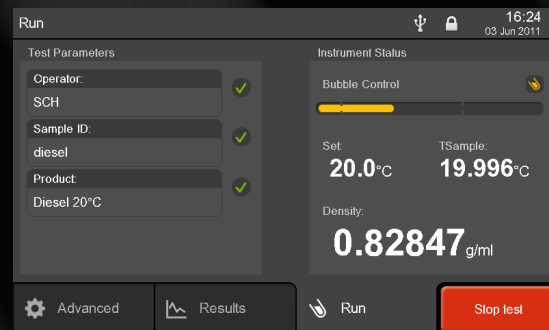 Run
16:24
03 Jun 2011
Test Parameters
Operator:
SCH
Sample ID:
diesel
Product:
Diesel 20°C
Instrument Status
Bubble Control
Set:
20.0°C
TSample:
19.996°C
Density:
0.82847g/ml
Advanced
Results
Run
Stop test